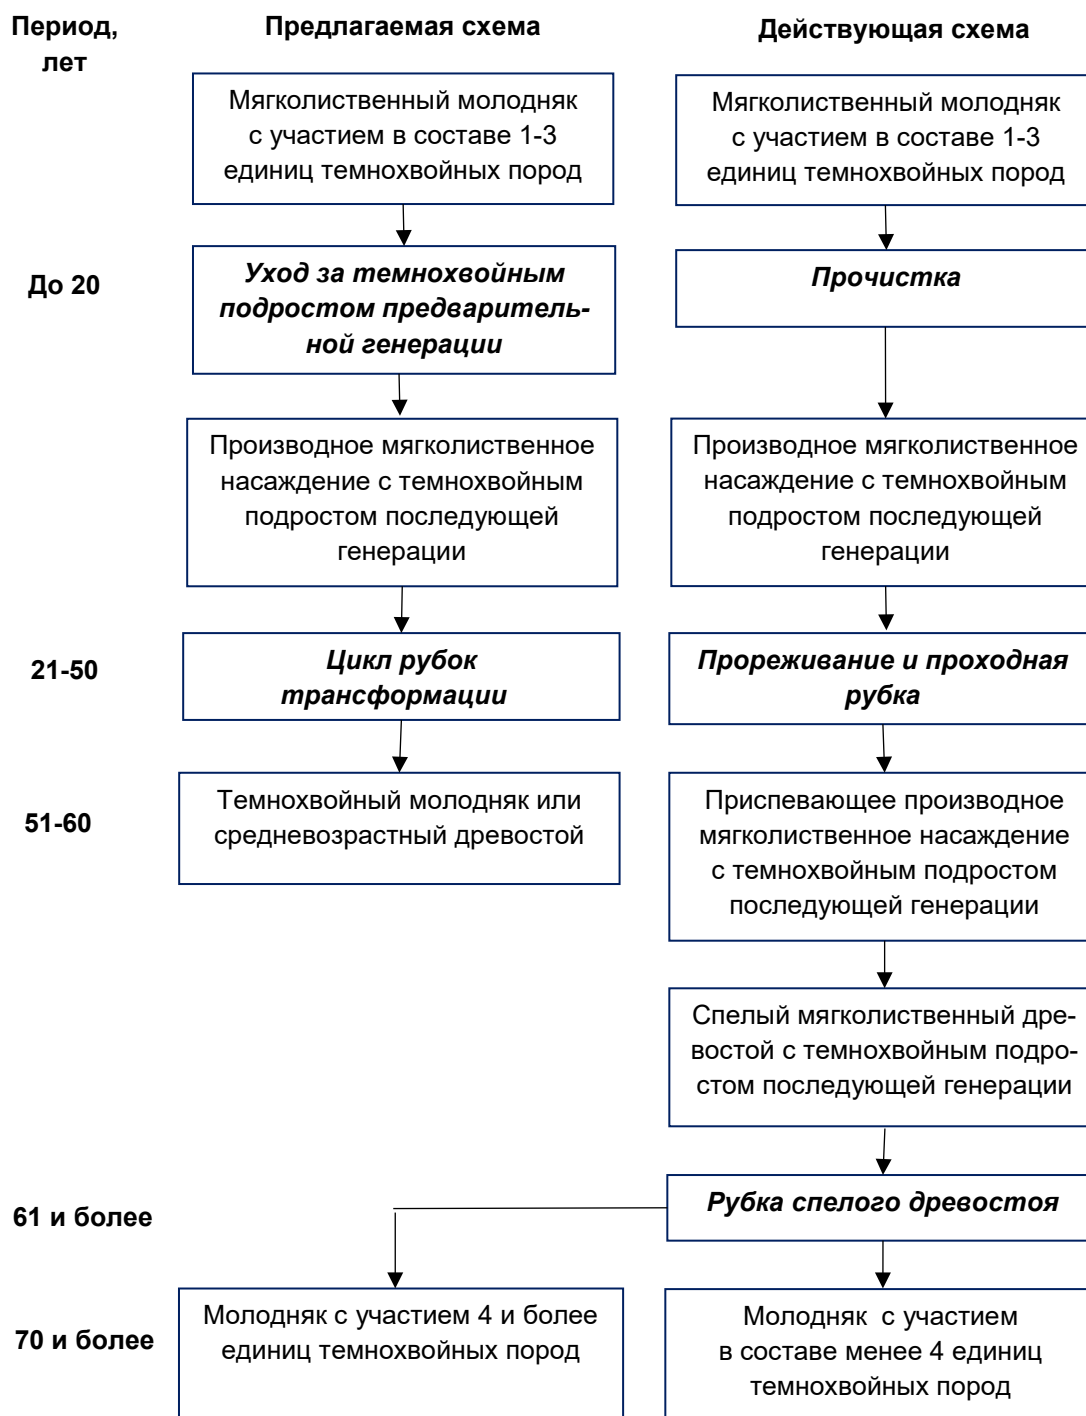 Период,
лет
Предлагаемая схема
Действующая схема
Мягколиственный молодняк
с участием в составе 1-3
единиц темнохвойных пород
Мягколиственный молодняк
с участием в составе 1-3
единиц темнохвойных пород
До 20
Уход за темнохвойным
подростом предваритель-
ной генерации
Прочистка
Производное мягколиственное
насаждение с темнохвойным
подростом последующей
генерации
Производное мягколиственное
насаждение с темнохвойным
подростом последующей
генерации
21-50
Цикл рубок
трансформации
Прореживание и проходная
рубка
51-60
Темнохвойный молодняк или
средневозрастный древостой
Приспевающее производное
мягколиственное насаждение
с темнохвойным подростом
последующей генерации
Спелый мягколиственный дре-
востой с темнохвойным подро-
стом последующей генерации
61 и более
Рубка спелого древостоя
70 и более
Молодняк с участием 4 и более
единиц темнохвойных пород
Молодняк с участием
в составе менее 4 единиц
темнохвойных пород